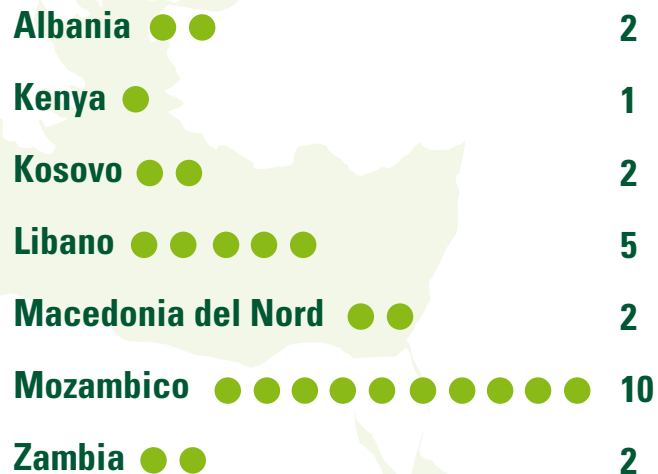 Albania 2
Kenya 1
Kosovo 2
Libano 5
Macedonia del Nord 2
Mozambico 10
Zambia 2